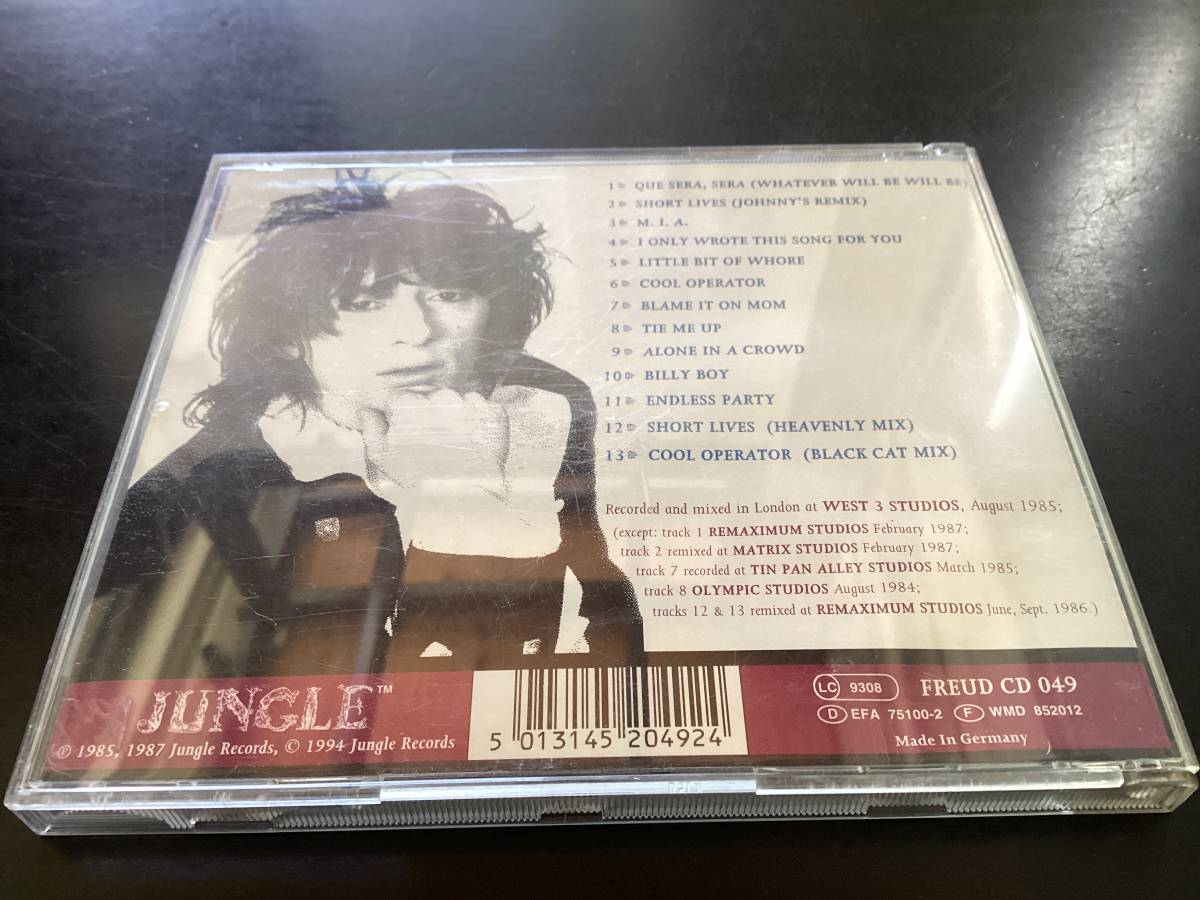 1 QUE SERA, SERA (WHATEVER WILL BE WILL BE)
2 SHORT LIVES (JOHNNY'S REMIX)
3 M. I. A.
4 I ONLY WROTE THIS SONG FOR YOU
5 LITTLE BIT OF WHORE
6 COOL OPERATOR
7 BLAME IT ON MOM
8 TIE ME UP
9 ALONE IN A CROWD
10 BILLY BOY
11 ENDLESS PARTY
12 SHORT LIVES (HEAVENLY MIX)
13 COOL OPERATOR (BLACK CAT MIX)
Recorded and mixed in London at WEST 3 STUDIOS, August 1985;
(except: track 1 REMAXIMUM STUDIOS February 1987;
track 2 remixed at MATRIX STUDIOS February 1987;
track 7 recorded at TIN PAN ALLEY STUDIOS March 1985;
track 8 OLYMPIC STUDIOS August 1984;
tracks 12 & 13 remixed at REMAXIMUM STUDIOS June, Sept. 1986.)
JUNGLE™
℗ 1985, 1987 Jungle Records, © 1994 Jungle Records
5 013145 204924
LC 9308 FREUD CD 049
D EFA 75100-2 F WMD 852012
Made In Germany